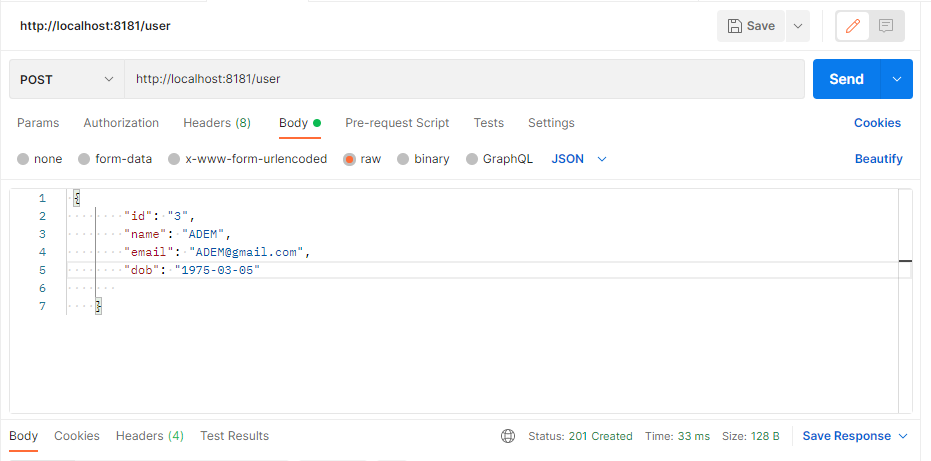 http://localhost:8181/user
Save
POST
http://localhost:8181/user
Send
Params Authorization Headers (8) Body Pre-request Script Tests Settings Cookies
none form-data x-www-form-urlencoded raw binary GraphQL JSON Beautify
1 {
2 "id": "3",
3 "name": "ADEM",
4 "email": "ADEM@gmail.com",
5 "dob": "1975-03-05"
6
7 }
Body Cookies Headers (4) Test Results Status: 201 Created Time: 33 ms Size: 128 B Save Response